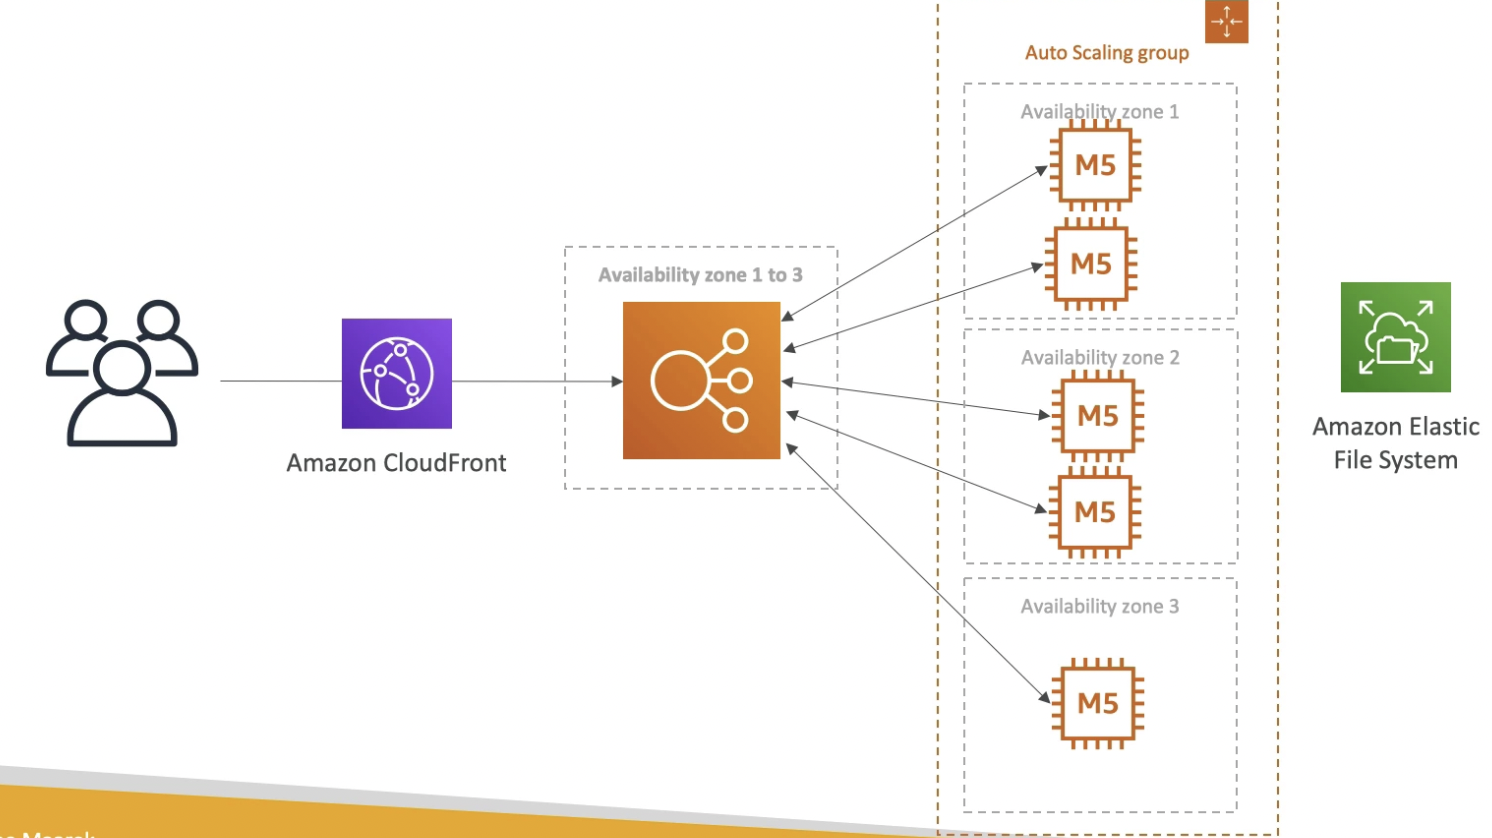 Auto Scaling group
Availability zone 1
M5
M5
Availability zone 1 to 3
Availability zone 2
M5
M5
Amazon CloudFront
Amazon Elastic
File System
Availability zone 3
M5